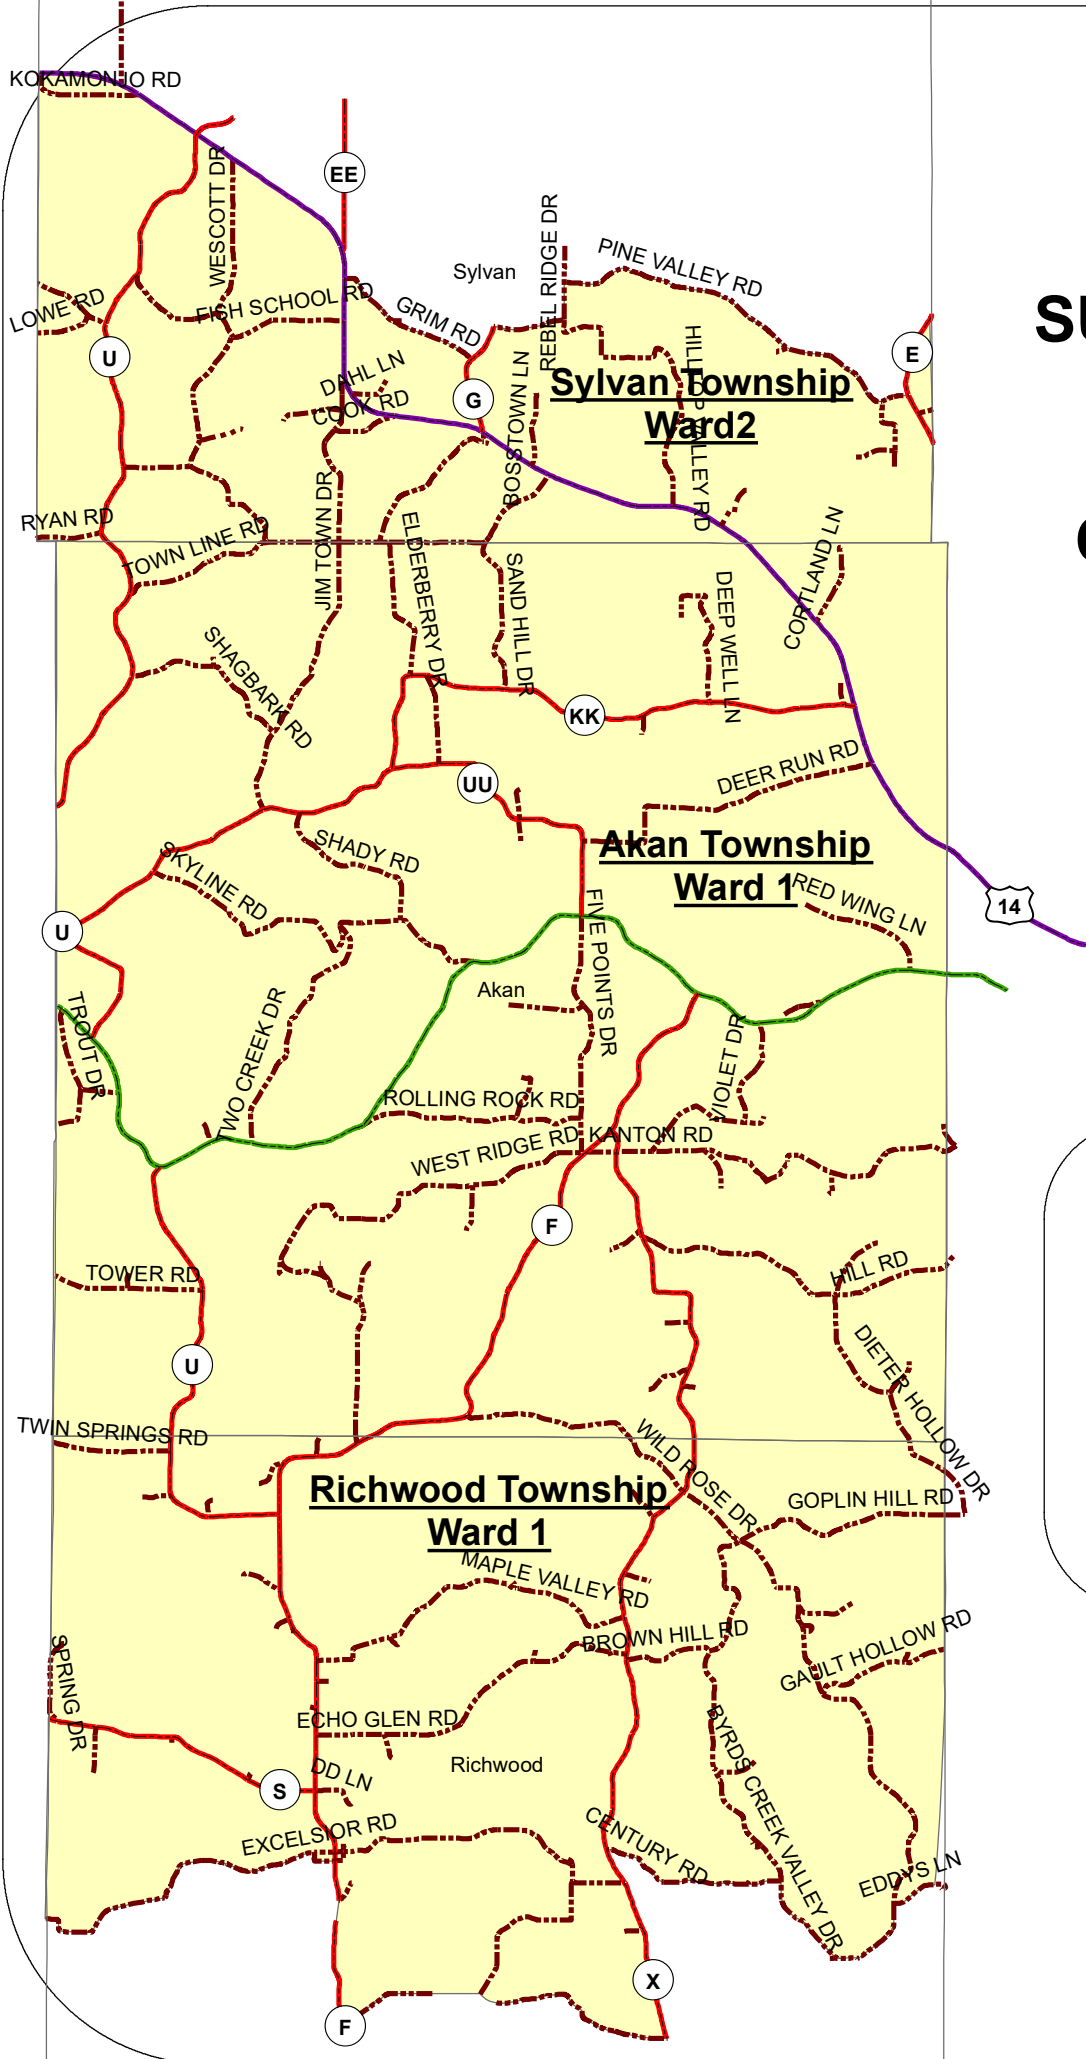 KOKAMON JO RD
WESCOTT DR
EE
Sylvan
REBEL RIDGE DR
PINE VALLEY RD
LOWE RD
FISH SCHOOL RD
GRIM RD
SU
U
E
DAHL LN
COOK RD
G
BOSSTOWN LN
HILLTOP VALLEY RD
Sylvan Township
Ward2
RYAN RD
TOWN LINE RD
JIM TOWN DR
ELDERBERRY DR
SAND HILL DR
DEEP WELL LN
CORTLAND LN
SHAGBARK RD
KK
UU
DEER RUN RD
SHADY RD
Akan Township
Ward 1
SKYLINE RD
RED WING LN
14
U
FIVE POINTS DR
Akan
TROUT DR
TWO CREEK DR
VIOLET DR
ROLLING ROCK RD
WEST RIDGE RD
KANTON RD
F
TOWER RD
HILL RD
U
DIETER HOLLOW DR
TWIN SPRINGS RD
WILD ROSE DR
Richwood Township
Ward 1
GOPLIN HILL RD
MAPLE VALLEY RD
BROWN HILL RD
GAULT HOLLOW RD
SPRING DR
ECHO GLEN RD
BYRDS CREEK VALLEY DR
Richwood
DD LN
S
EXCELSIOR RD
CENTURY RD
EDDYS LN
X
F